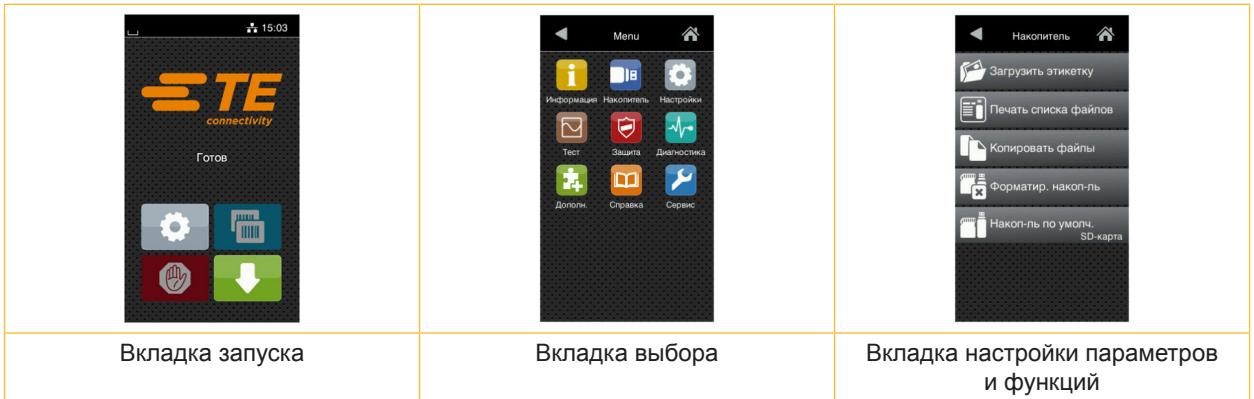 15:03
TE
connectivity
Готов
Вкладка запуска
Menu
Информация Накопитель Настройки
Тест Защита Диагностика
Дополн. Справка Сервис
Вкладка выбора
Накопитель
Загрузить этикетку
Печать списка файлов
Копировать файлы
Форматир. накоп-ль
Накоп-ль по умолч.
SD-карта
Вкладка настройки параметров
и функций